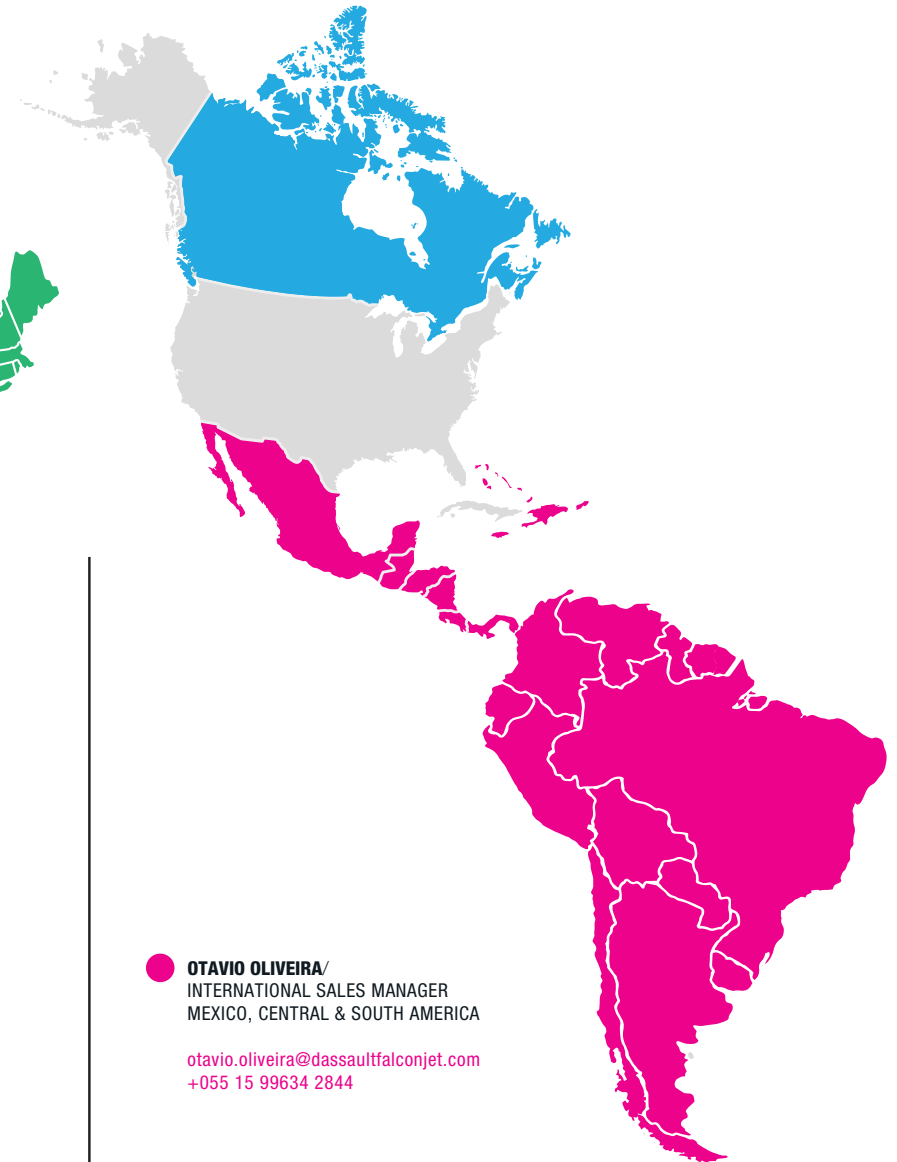 OTAVIO OLIVEIRA/
INTERNATIONAL SALES MANAGER
MEXICO, CENTRAL & SOUTH AMERICA
otavio.oliveira@dassaultfalconjet.com
+055 15 99634 2844